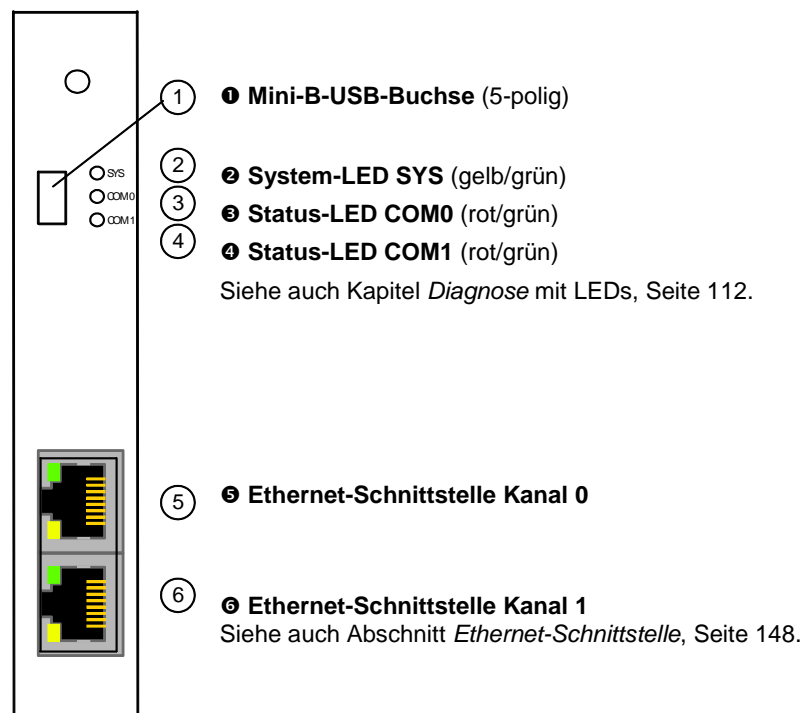 1 ❶ Mini-B-USB-Buchse (5-polig)
SYS 2 ❷ System-LED SYS (gelb/grün)
COM0 3 ❸ Status-LED COM0 (rot/grün)
COM1 4 ❹ Status-LED COM1 (rot/grün)
Siehe auch Kapitel Diagnose mit LEDs, Seite 112.
5 ❺ Ethernet-Schnittstelle Kanal 0
6 ❻ Ethernet-Schnittstelle Kanal 1
Siehe auch Abschnitt Ethernet-Schnittstelle, Seite 148.